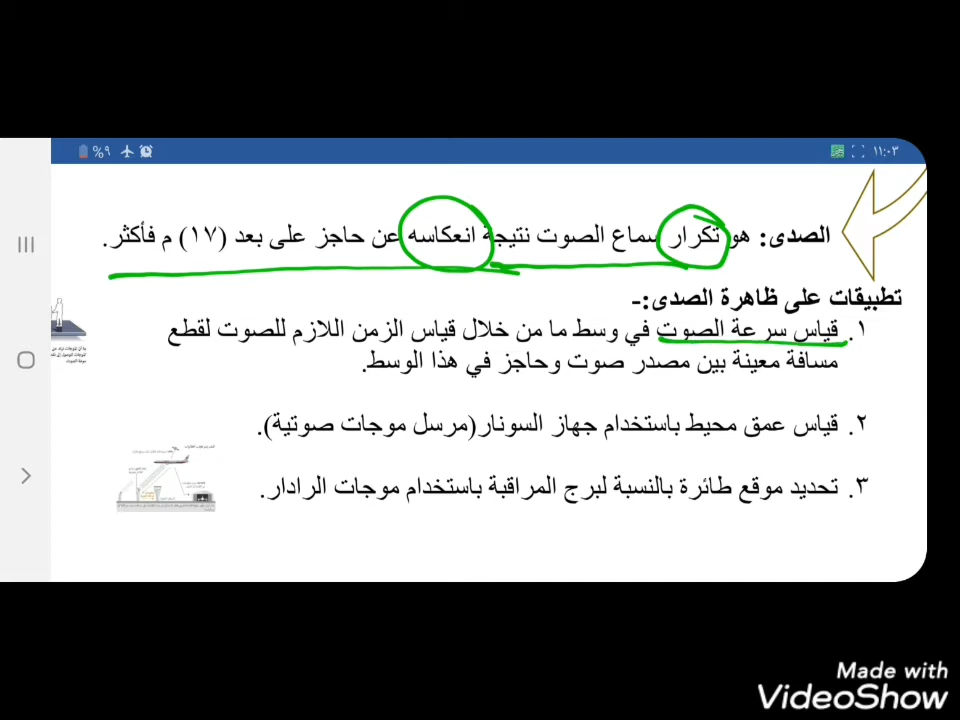 ١١:٠٣
%٩
الصدى: هو تكرار سماع الصوت نتيجة انعكاسه عن حاجز على بعد (١٧) م فأكثر.
تطبيقات على ظاهرة الصدى:-
١. قياس سرعة الصوت في وسط ما من خلال قياس الزمن اللازم للصوت لقطع
مسافة معينة بين مصدر صوت وحاجز في هذا الوسط.
٢. قياس عمق محيط باستخدام جهاز السونار(مرسل موجات صوتية).
٣. تحديد موقع طائرة بالنسبة لبرج المراقبة باستخدام موجات الرادار.
Made with
VideoShow